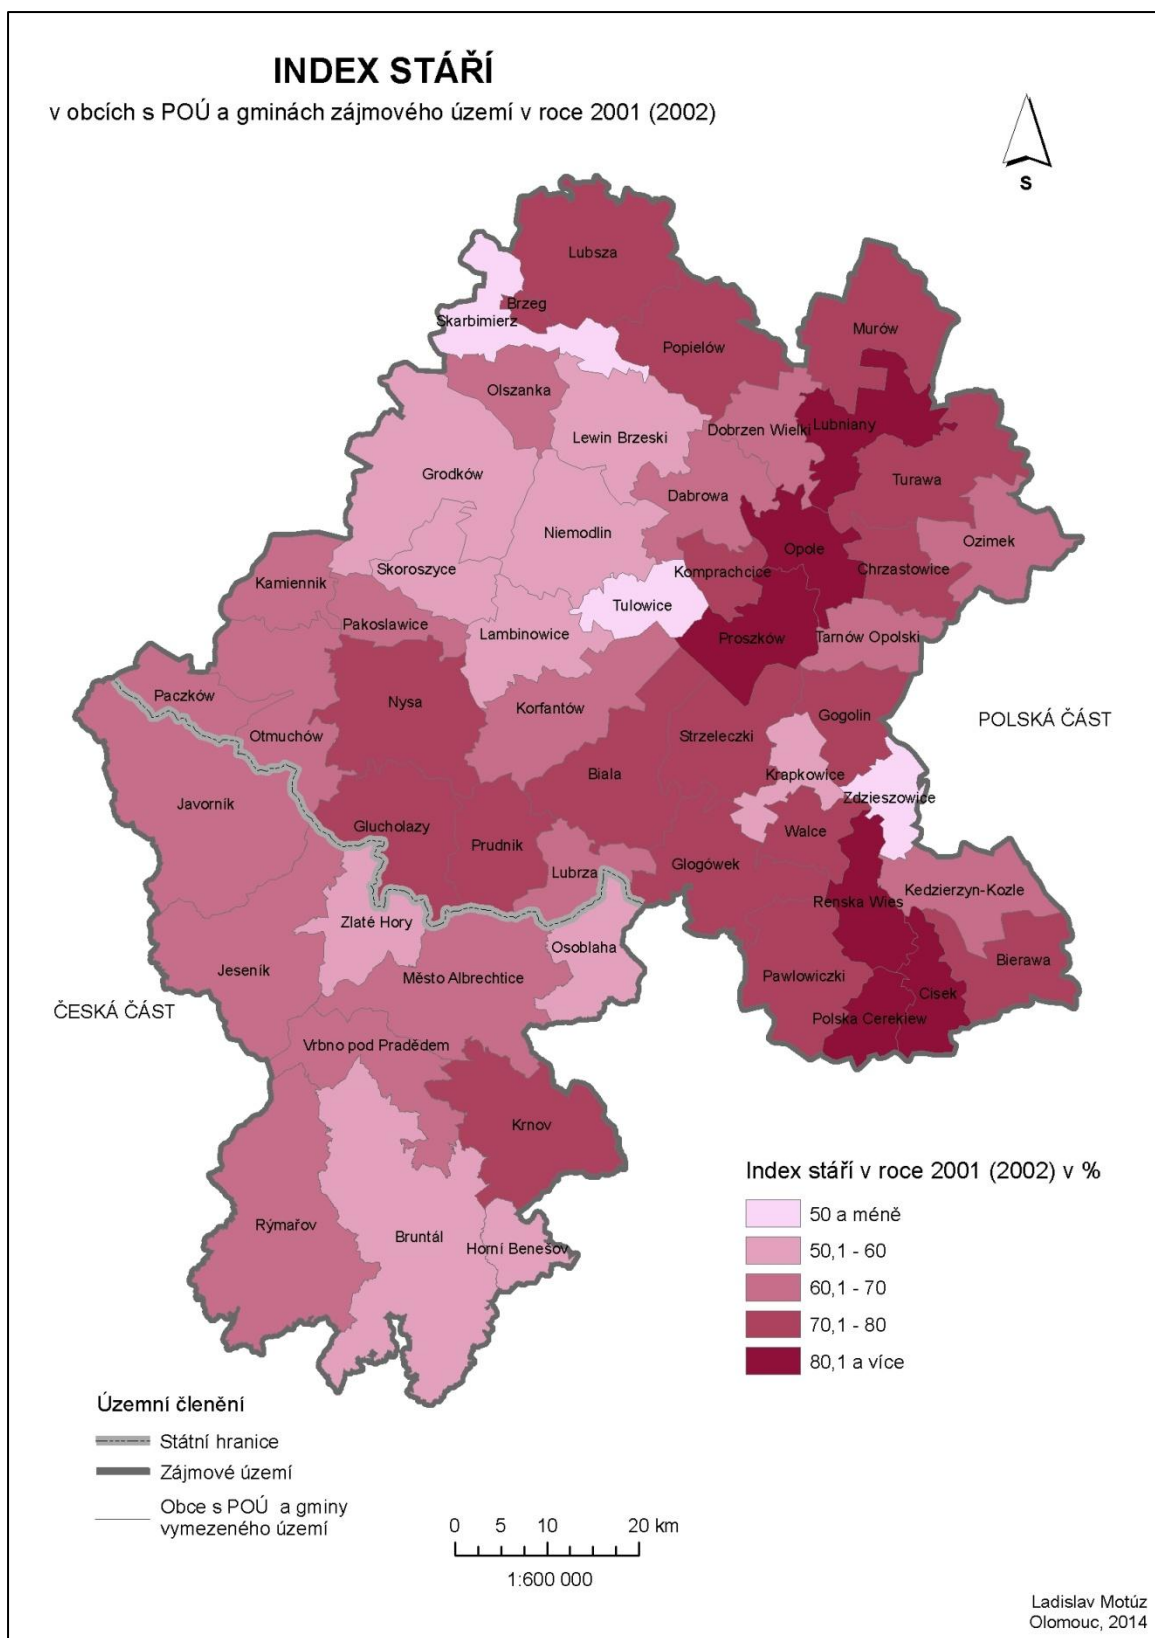 INDEX STÁŘÍ
v obcích s POÚ a gminách zájmového území v roce 2001 (2002)
S
Lubsza
Brzeg
Skarbimierz
Murów
Popielów
Olszanka
Lubniany
Dobrzen Wielki
Lewin Brzeski
Grodków
Turawa
Dabrowa
Niemodlin
Ozimek
Opole
Skoroszyce
Chrzastowice
Komprachcice
Kamiennik
Tulowice
Pakoslawice
Lambinowice
Proszków
Tarnów Opolski
Paczków
Nysa
Korfantów
Gogolin
POLSKÁ ČÁST
Otmuchów
Strzeleczki
Biala
Krapkowice
Javorník
Zdzieszowice
Glucholazy
Walce
Prudnik
Lubrza
Glogówek
Kedzierzyn-Kozle
Renska Wies
Zlaté Hory
Osoblaha
Bierawa
Jeseník
Město Albrechtice
Pawlowiczki
Cisek
ČESKÁ ČÁST
Polska Cerekiew
Vrbno pod Pradědem
Krnov
Rýmařov
Bruntál
Horní Benešov
Index stáří v roce 2001 (2002) v %
50 a méně
50,1 - 60
60,1 - 70
70,1 - 80
80,1 a více
Územní členění
Státní hranice
Zájmové území
Obce s POÚ a gminy
vymezeného území
0 5 10 20 km
1:600 000
Ladislav Motúz
Olomouc, 2014